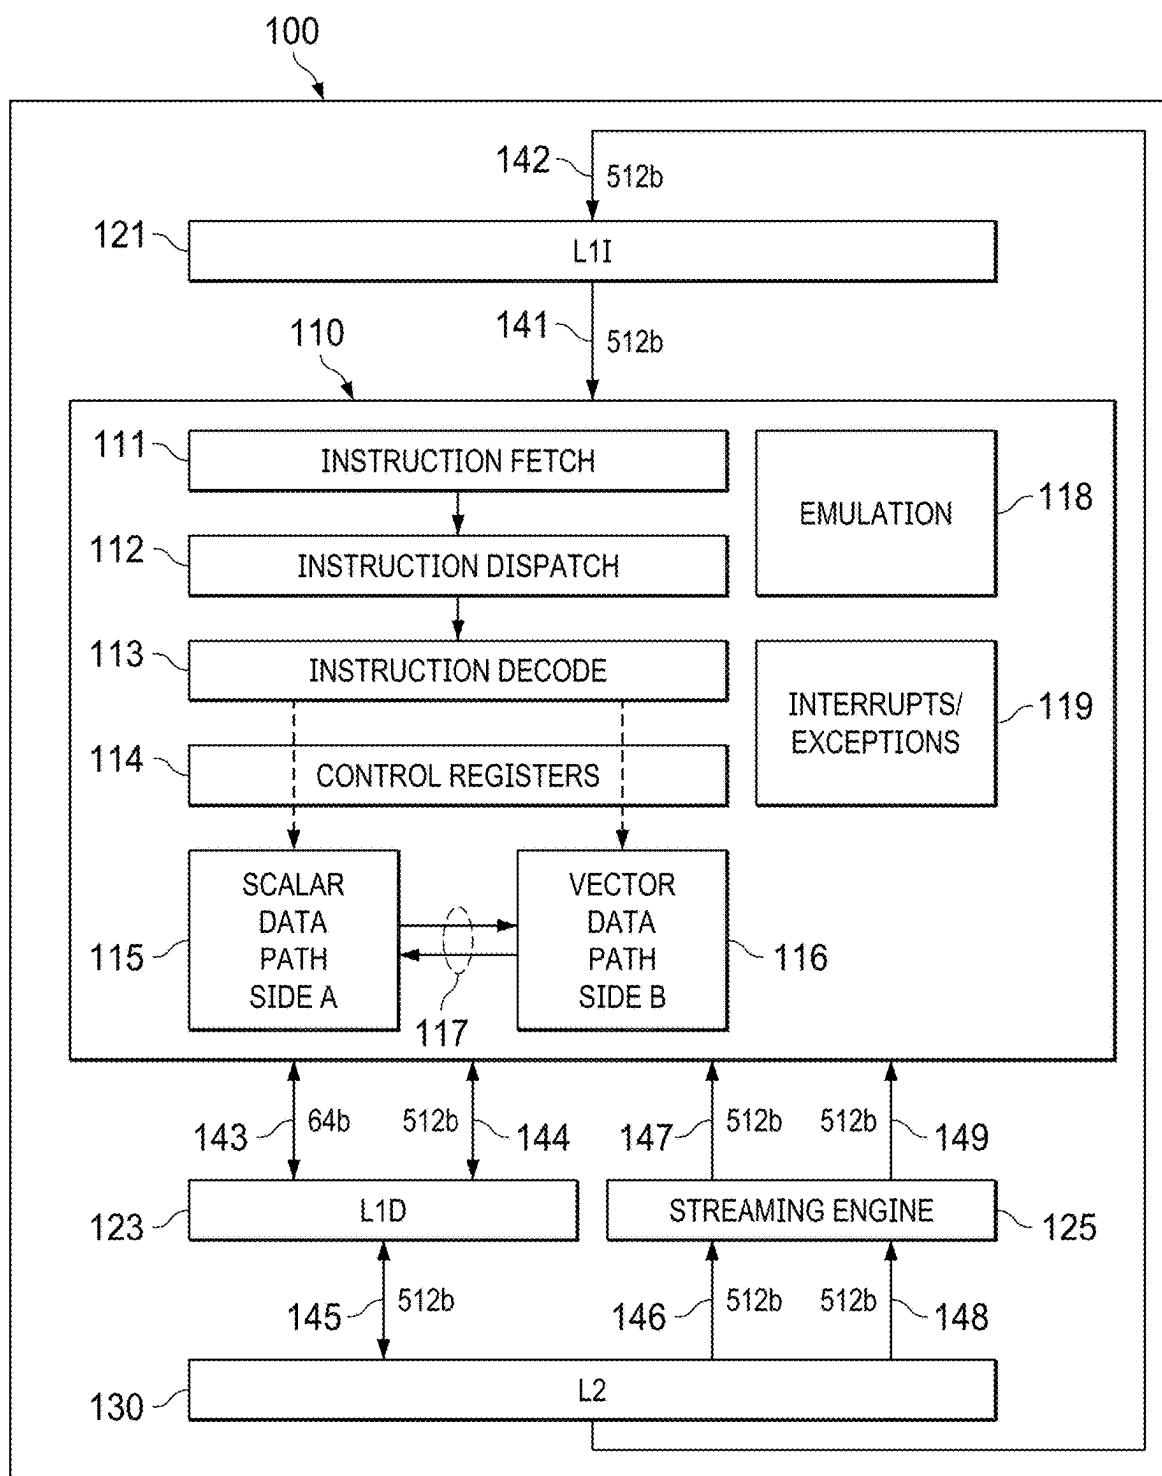 100
142
512b
121
L1I
141
512b
110
111
INSTRUCTION FETCH
EMULATION
118
112
INSTRUCTION DISPATCH
113
INSTRUCTION DECODE
INTERRUPTS/
EXCEPTIONS
119
114
CONTROL REGISTERS
SCALAR
DATA
PATH
SIDE A
115
VECTOR
DATA
PATH
SIDE B
116
117
143
64b
512b
144
147
512b
512b
149
123
L1D
STREAMING ENGINE
125
145
512b
146
512b
512b
148
130
L2